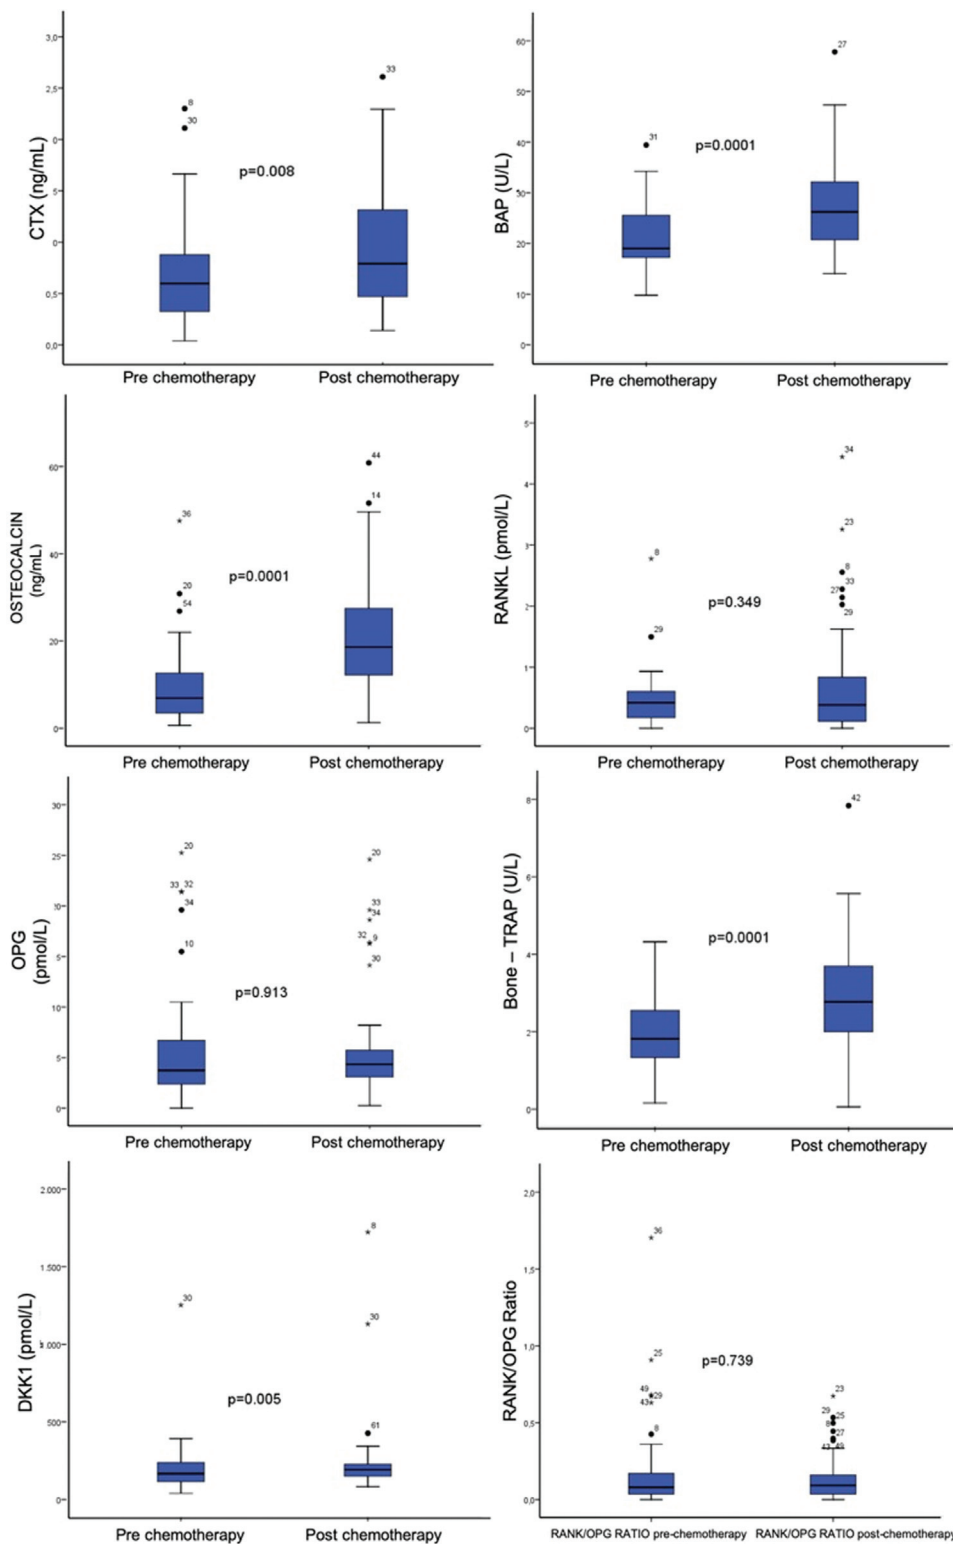 3,0
2,5
0
5
0
0,5
0,0
CTX (ng/mL)
8
30
p=0.008
33
Pre chemotherapy
Post chemotherapy
60
50
40
30
20
10
0
BAP (U/L)
31
p=0.0001
27
Pre chemotherapy
Post chemotherapy
60
40
20
0
OSTEOCALCIN
(ng/mL)
36
20
54
p=0.0001
44
14
Pre chemotherapy
Post chemotherapy
5
4
3
2
1
0
RANKL (pmol/L)
8
29
p=0.349
34
23
8
33
27
29
Pre chemotherapy
Post chemotherapy
30
25
20
5
10
5
0
OPG
(pmol/L)
20
33 32
34
10
p=0.913
20
33
34
32 9
30
Pre chemotherapy
Post chemotherapy
8
6
4
2
0
Bone – TRAP (U/L)
p=0.0001
42
Pre chemotherapy
Post chemotherapy
2.000
1.500
1.000
500
0
DKK1 (pmol/L)
30
p=0.005
8
30
61
Pre chemotherapy
Post chemotherapy
2,0
1,5
1,0
0,5
0,0
RANK/OPG Ratio
36
25
49 29
43
8
p=0.739
23
29 25
8
27
43 49
RANK/OPG RATIO pre-chemotherapy
RANK/OPG RATIO post-chemotherapy